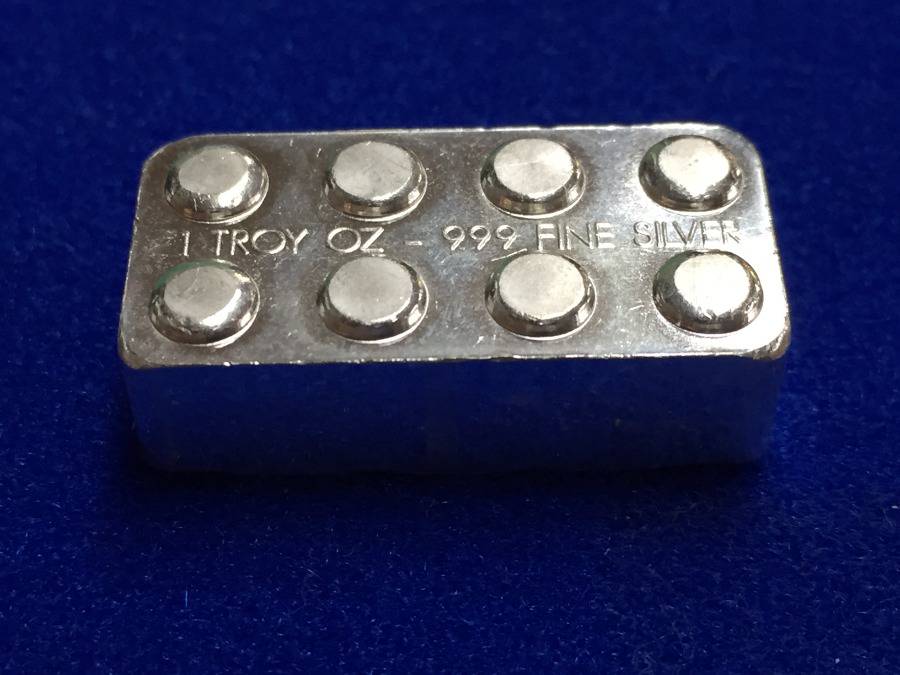 1 TROY OZ - 999 FINE SILVER